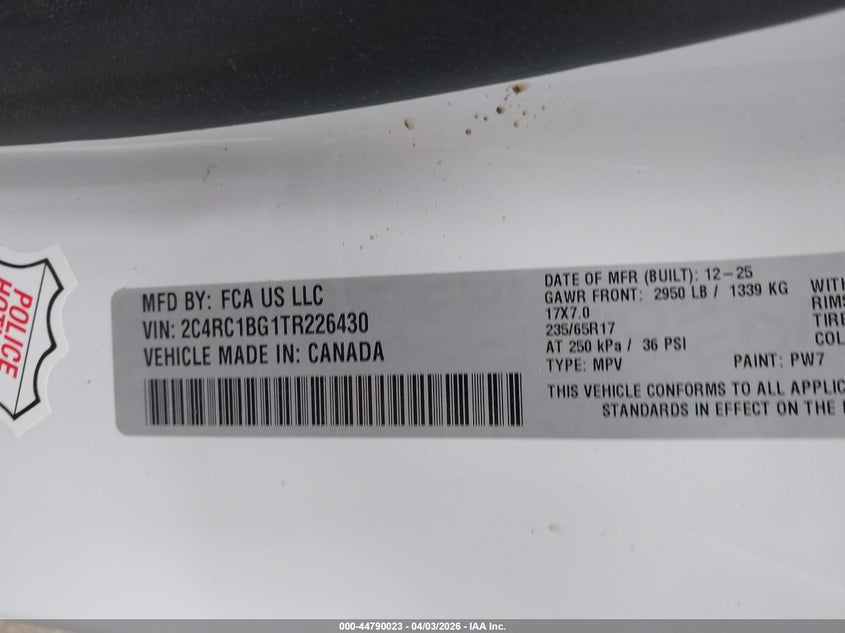 POLICE
MFD BY: FCA US LLC
VIN: 2C4RC1BG1TR226430
VEHICLE MADE IN: CANADA
DATE OF MFR (BUILT): 12-25
GAWR FRONT: 2950 LB / 1339 KG
17X7.0
235/65R17
AT 250 kPa / 36 PSI
TYPE: MPV PAINT: PW7
THIS VEHICLE CONFORMS TO ALL
STANDARDS IN EFFECT ON THE
000-44790023 - 04/03/2026 - IAA Inc.